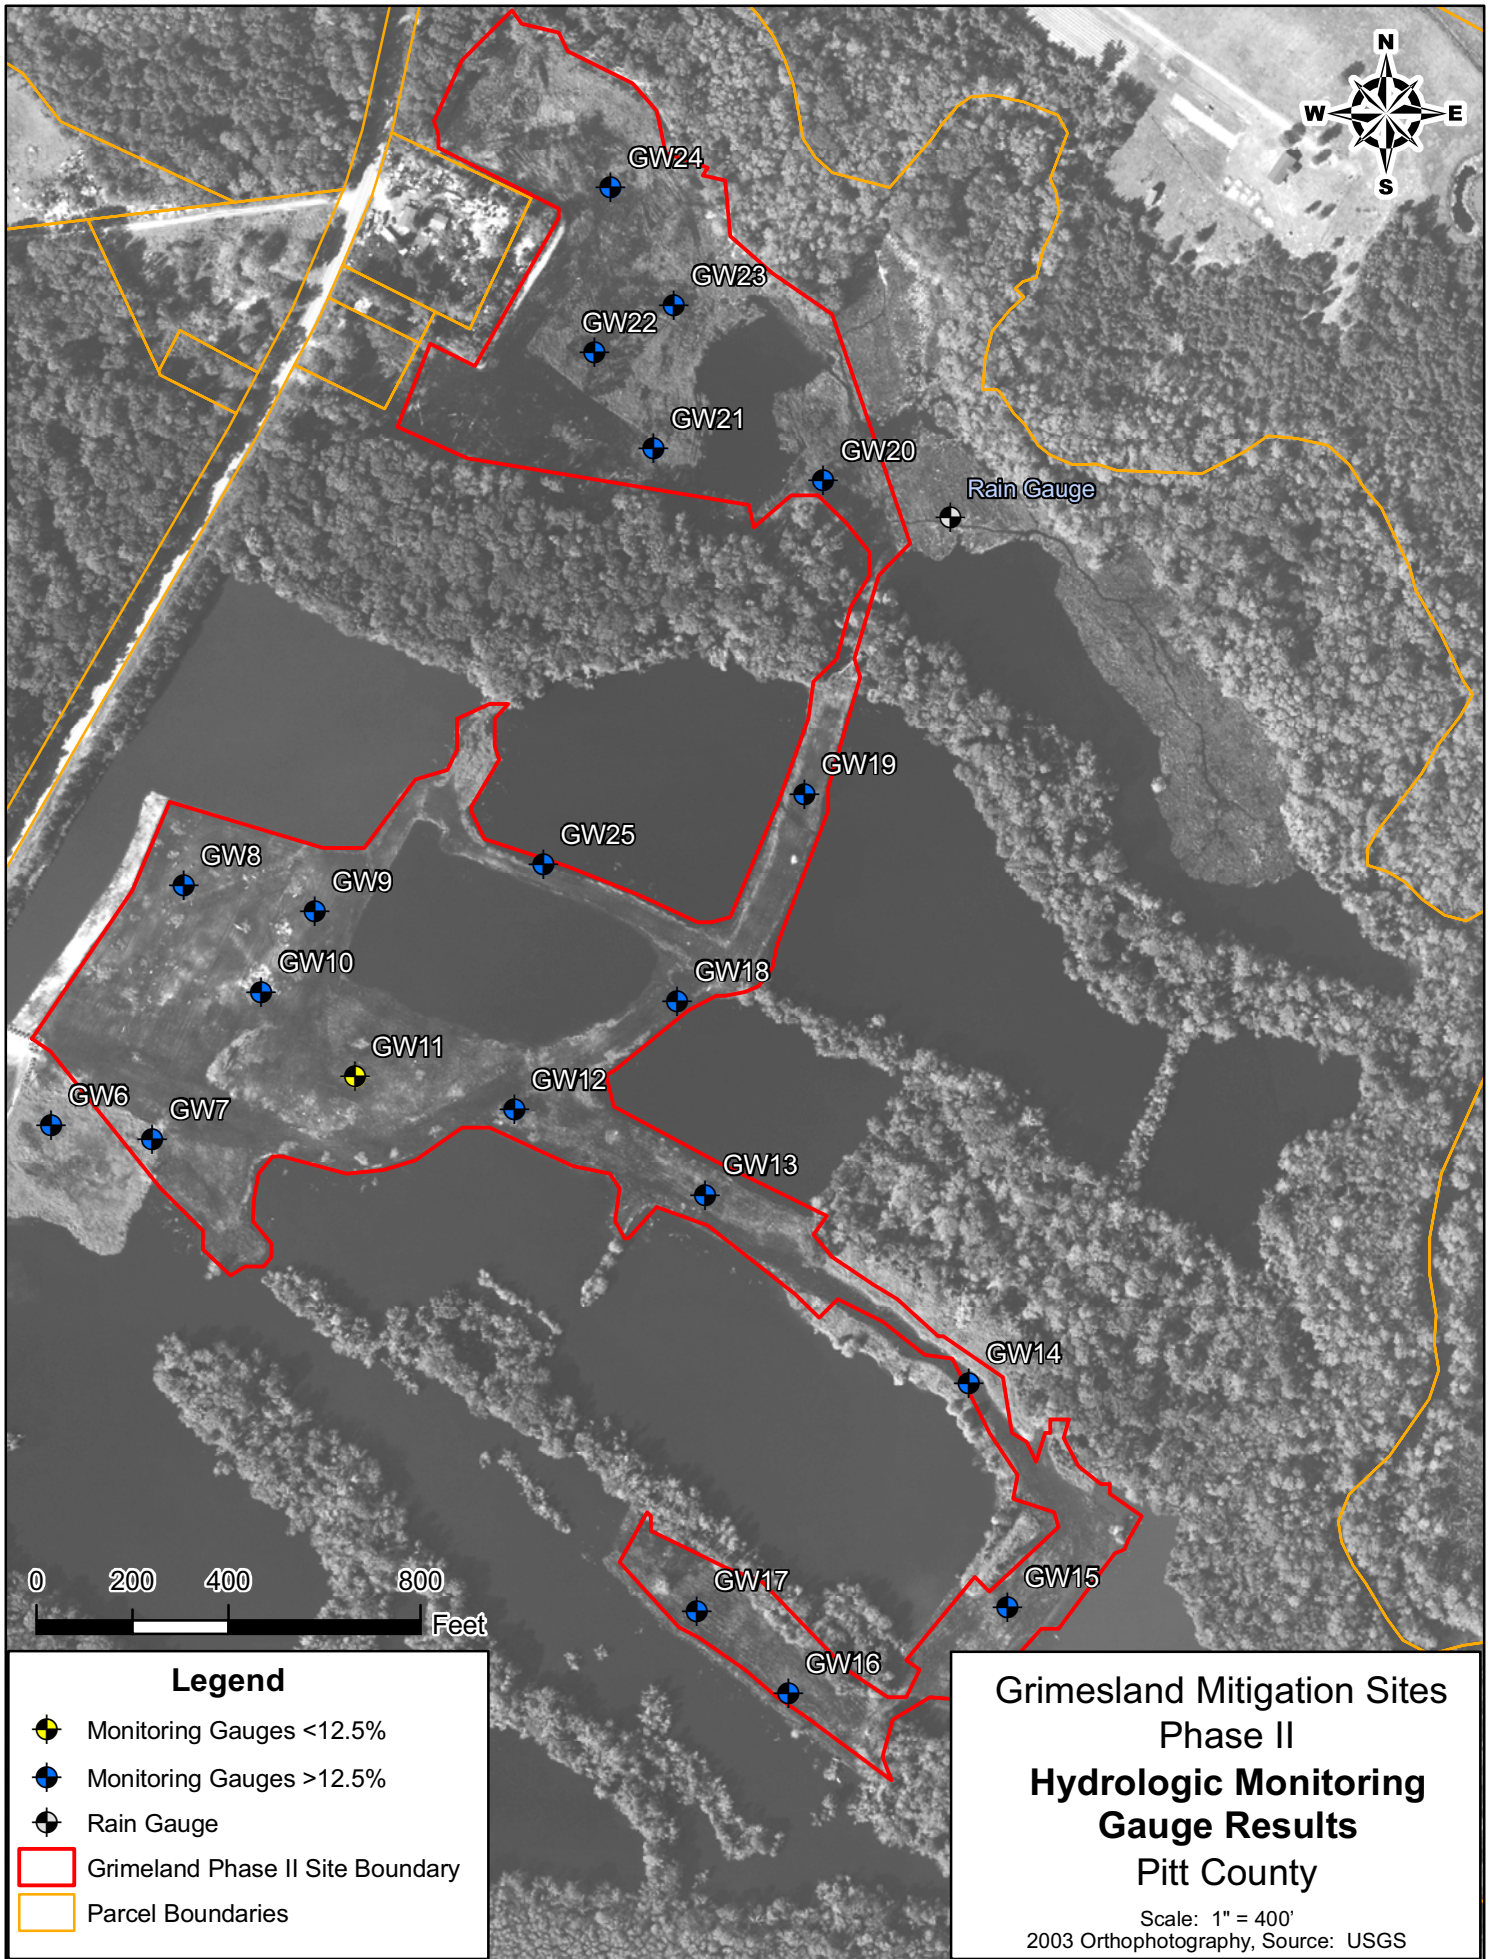 N
W E
S
GW24
GW23
GW22
GW21
GW20
Rain Gauge
GW19
GW25
GW8
GW9
GW10
GW18
GW11
GW12
GW6
GW7
GW13
GW14
GW17
GW15
GW16
0 200 400 800
Feet
Legend
Monitoring Gauges <12.5%
Monitoring Gauges >12.5%
Rain Gauge
Grimeland Phase II Site Boundary
Parcel Boundaries
Grimesland Mitigation Sites
Phase II
Hydrologic Monitoring
Gauge Results
Pitt County
Scale: 1" = 400'
2003 Orthophotography, Source: USGS